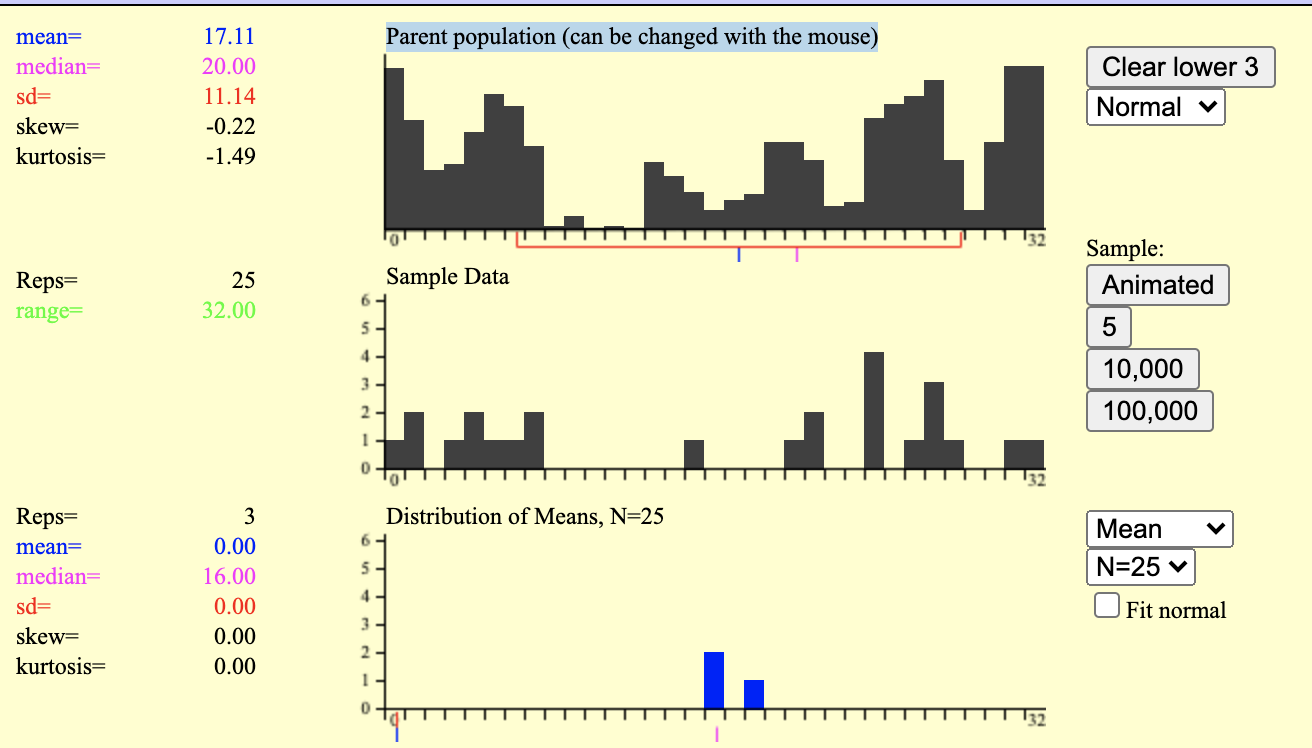 mean= 17.11
median= 20.00
sd= 11.14
skew= -0.22
kurtosis= -1.49
Parent population (can be changed with the mouse)
0 32
Clear lower 3
Normal
Reps= 25
range= 32.00
Sample Data
6
5
4
3
2
1
0
0 32
Sample:
Animated
5
10,000
100,000
Reps= 3
mean= 0.00
median= 16.00
sd= 0.00
skew= 0.00
kurtosis= 0.00
Distribution of Means, N=25
6
5
4
3
2
1
0
0 32
Mean
N=25
Fit normal